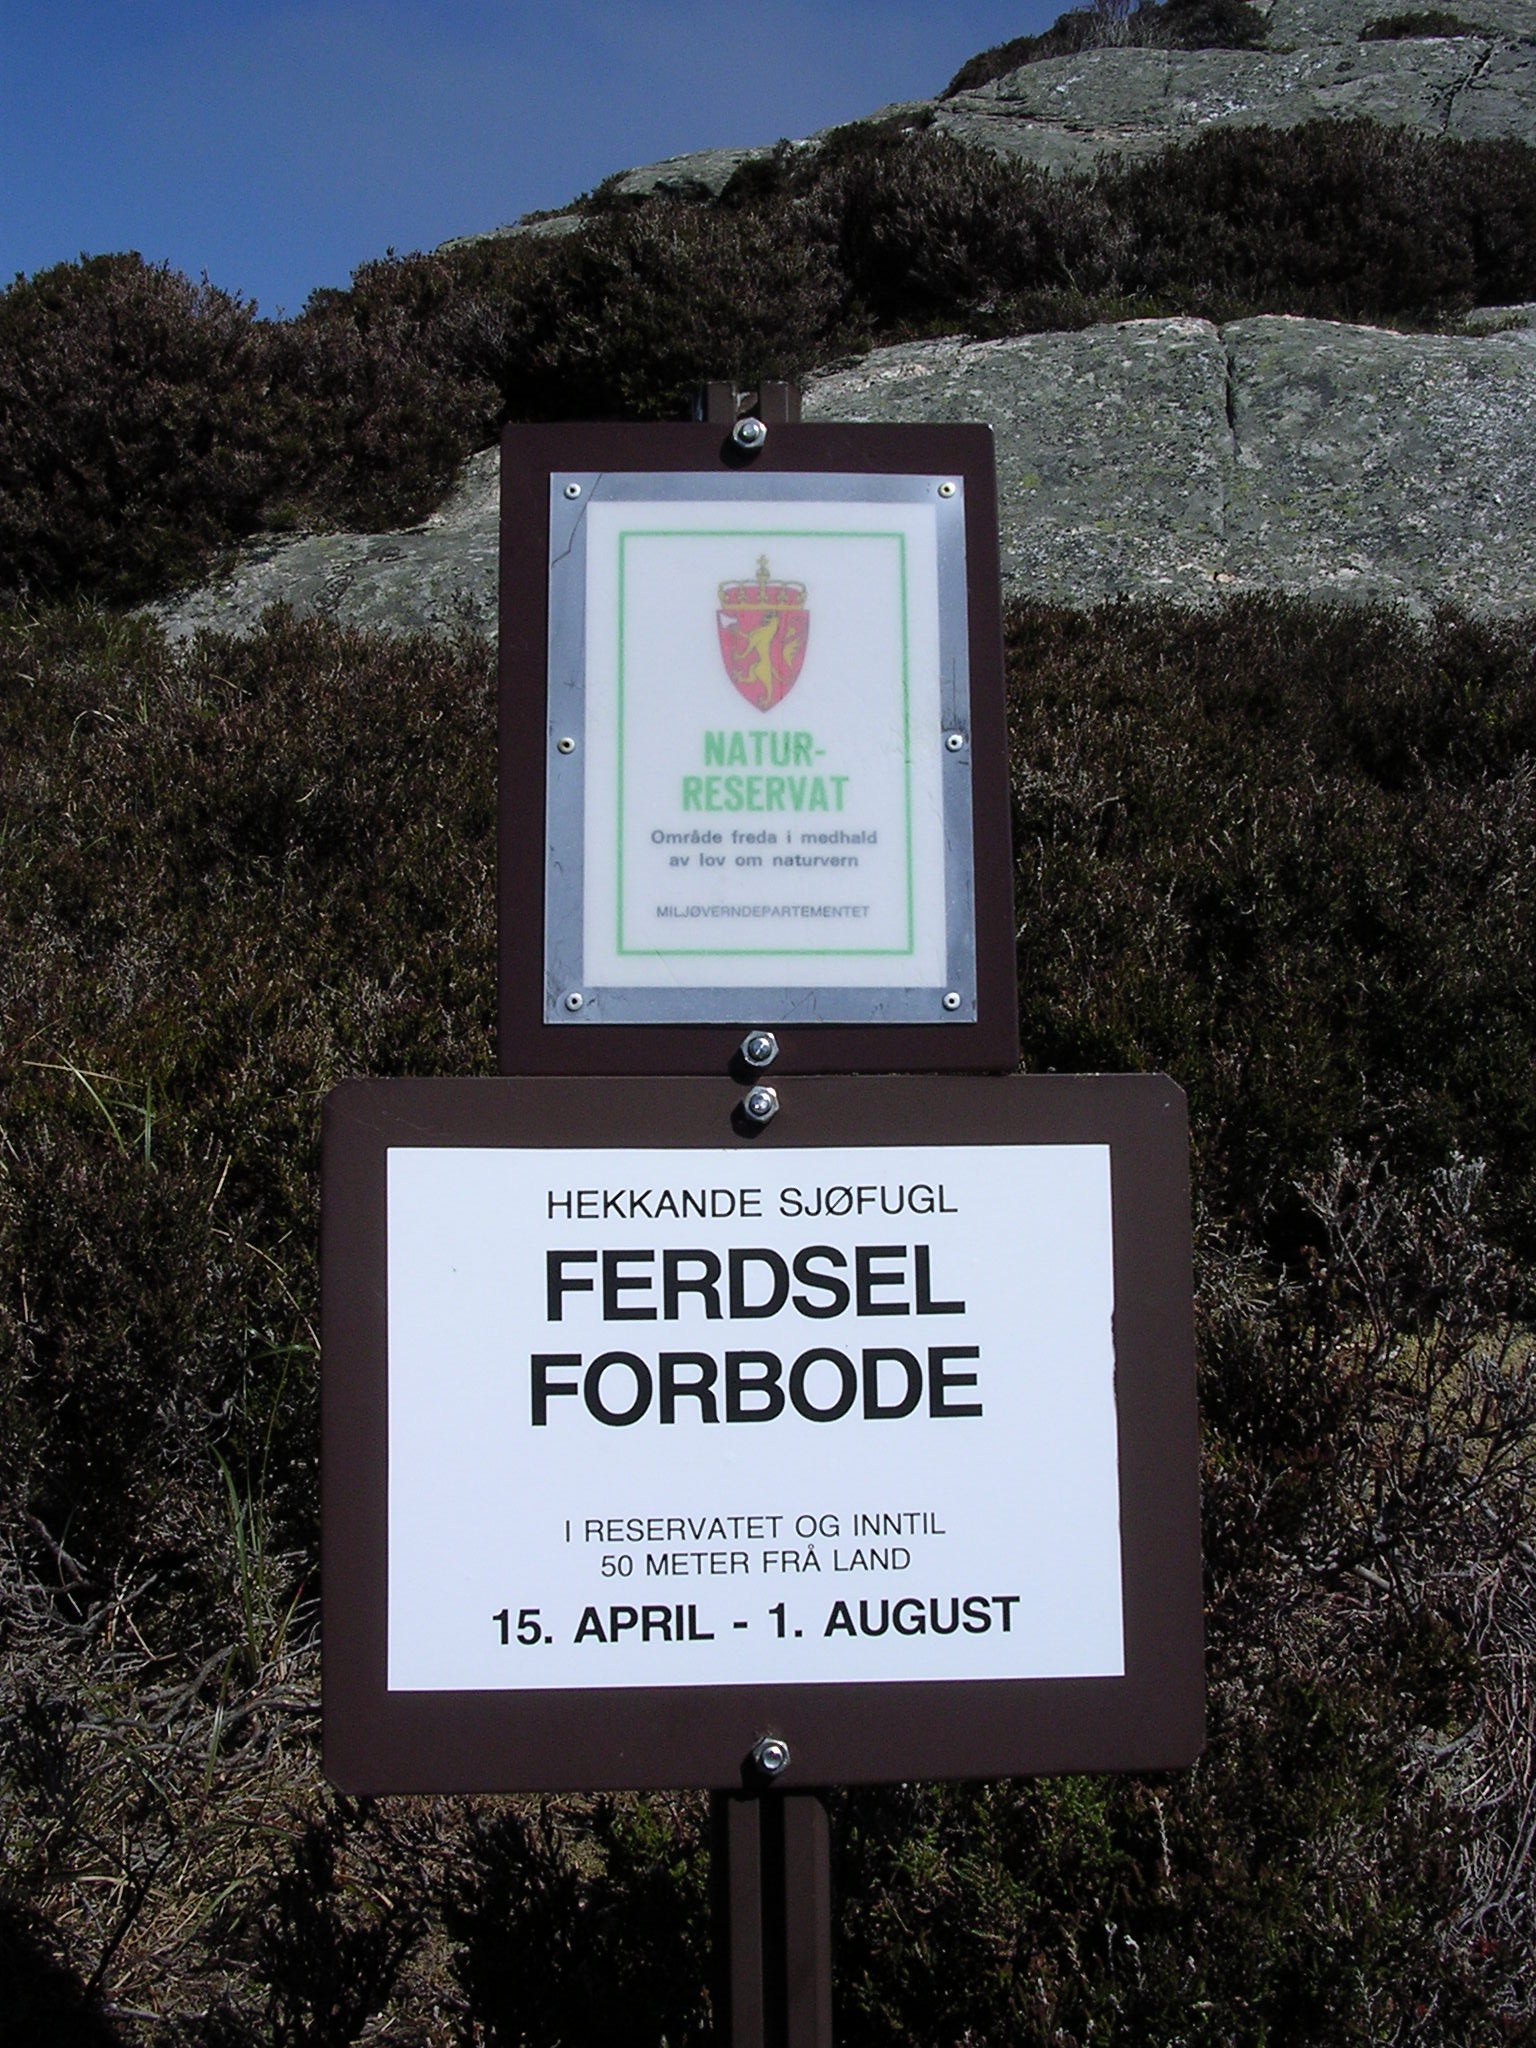 NATUR-
RESERVAT
Område freda i medhald
av lov om naturvern
MILJØVERNDEPARTEMENTET
HEKKANDE SJØFUGL
FERDSEL
FORBODE
I RESERVATET OG INNTIL
50 METER FRÅ LAND
15. APRIL - 1. AUGUST